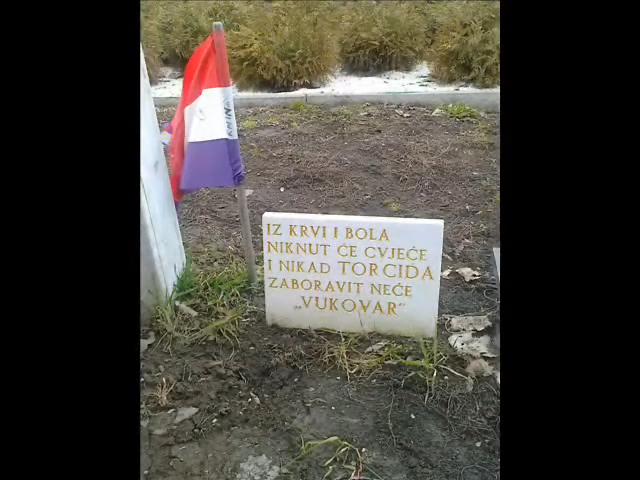 IZ KRVI I BOLA
NIKNUT ĆE CVJEĆE
I NIKAD TORCIDA
ZABORAVIT NEĆE
„VUKOVAR“